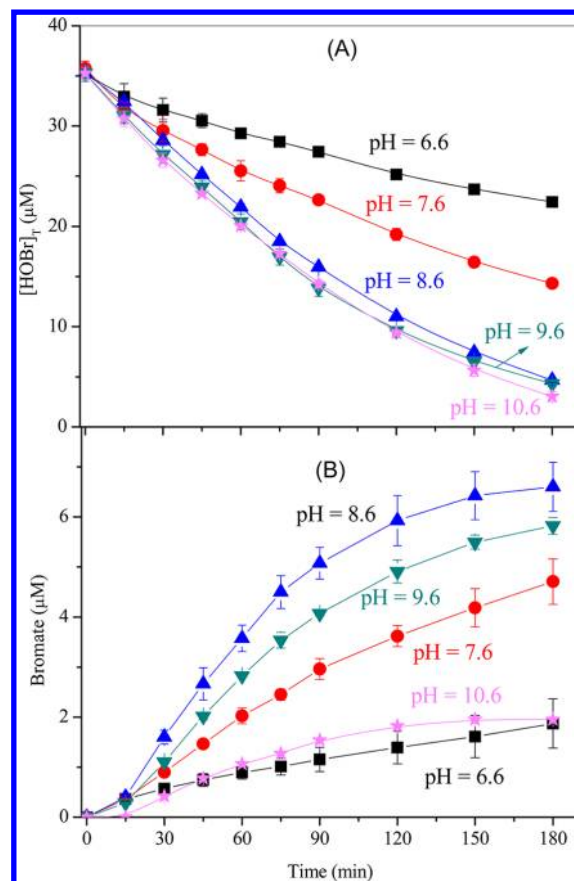 (A)
40
30
20
10
0
[HOBr]T (μM)
pH = 6.6
pH = 7.6
pH = 8.6
pH = 9.6
pH = 10.6
(B)
6
4
2
0
Bromate (μM)
pH = 8.6
pH = 9.6
pH = 7.6
10.6
pH = 6.6
0 30 60 90 120 150 180
Time (min)